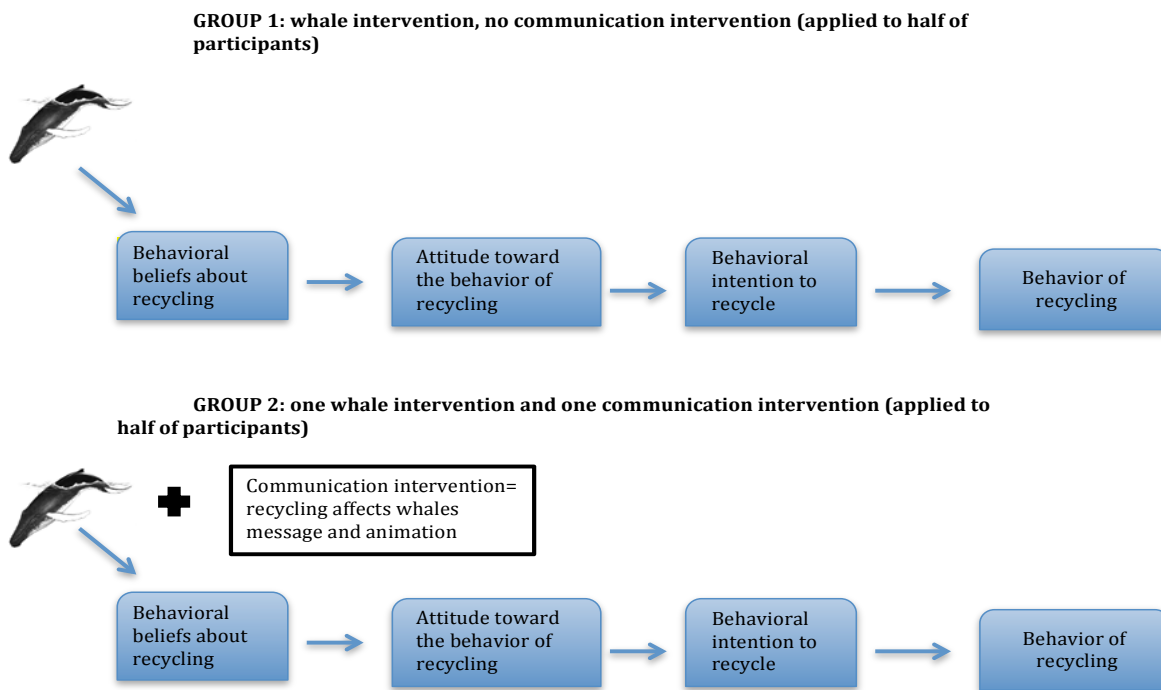 GROUP 1: whale intervention, no communication intervention (applied to half of
participants)
Behavioral
beliefs about
recycling
Attitude toward
the behavior of
recycling
Behavioral
intention to
recycle
Behavior of
recycling
GROUP 2: one whale intervention and one communication intervention (applied to
half of participants)
Communication intervention=
recycling affects whales
message and animation
Behavioral
beliefs about
recycling
Attitude toward
the behavior of
recycling
Behavioral
intention to
recycle
Behavior of
recycling